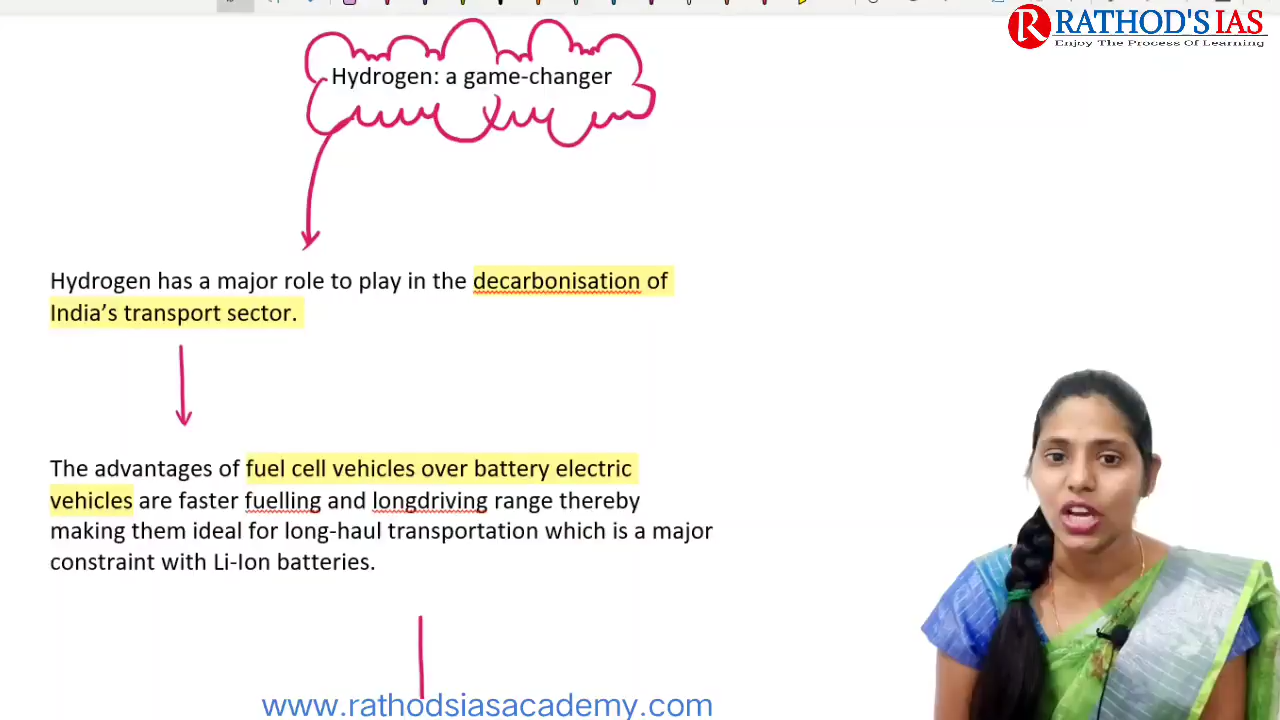 RATHOD'S IAS
Enjoy The Process Of Learning
Hydrogen: a game-changer
Hydrogen has a major role to play in the decarbonisation of
India’s transport sector.
The advantages of fuel cell vehicles over battery electric
vehicles are faster fuelling and longdriving range thereby
making them ideal for long-haul transportation which is a major
constraint with Li-Ion batteries.
www.rathodsiasacademy.com